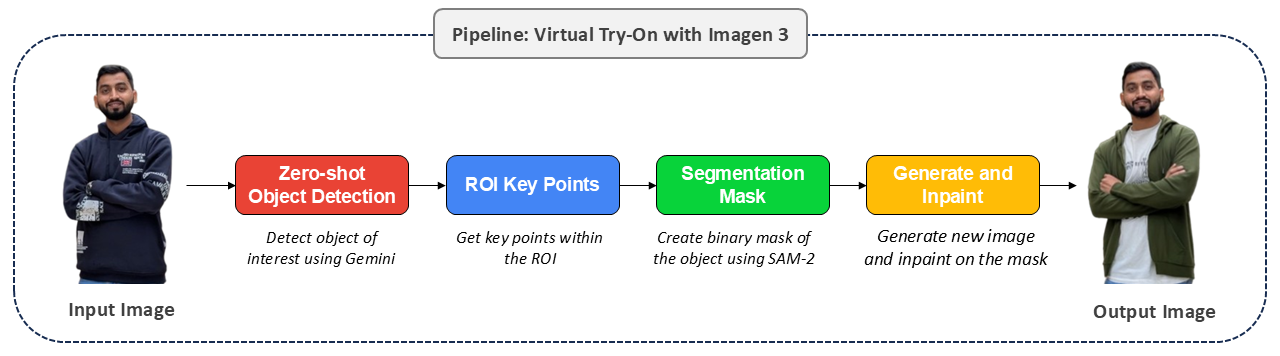 Pipeline: Virtual Try-On with Imagen 3
Zero-shot
Object Detection
Detect object of
interest using Gemini
ROI Key Points
Get key points within
the ROI
Segmentation
Mask
Create binary mask of
the object using SAM-2
Generate and
Inpaint
Generate new image
and inpaint on the mask
Input Image
Output Image